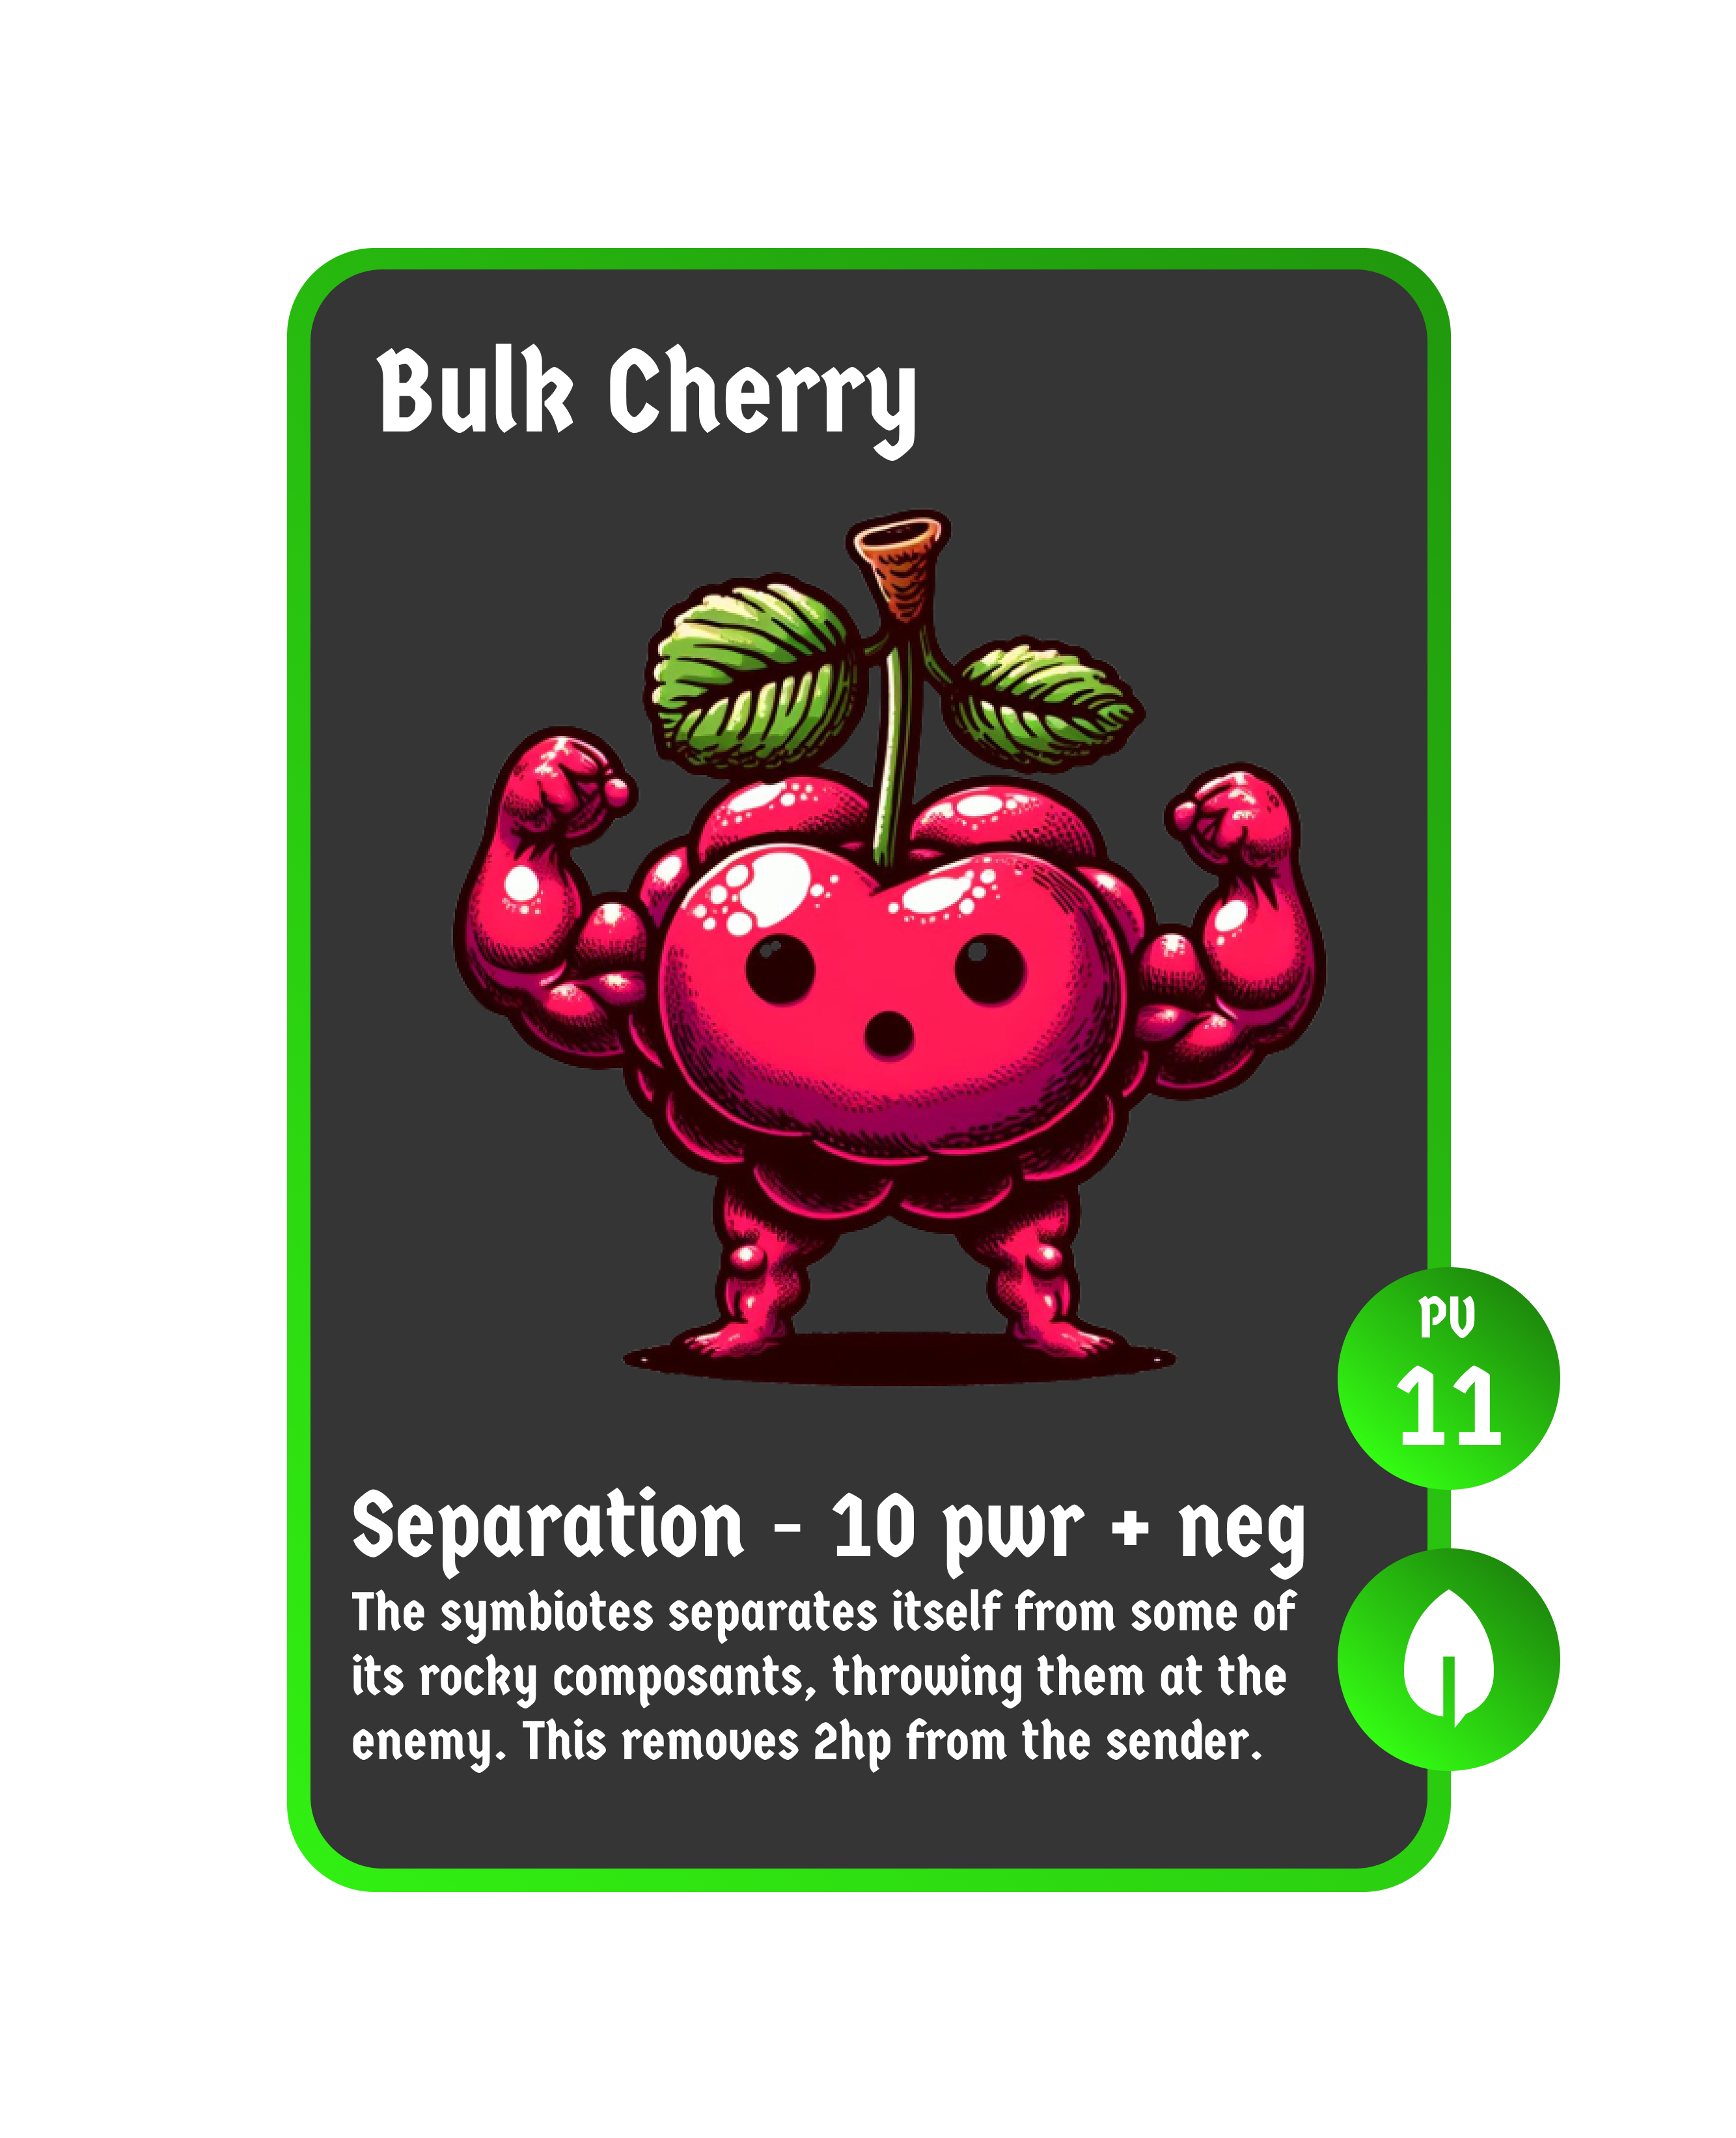 Bulk Cherry
PV
11
Separation - 10 pwr + neg
The symbiotes separates itself from some of
its rocky composants, throwing them at the
enemy. This removes 2hp from the sender.